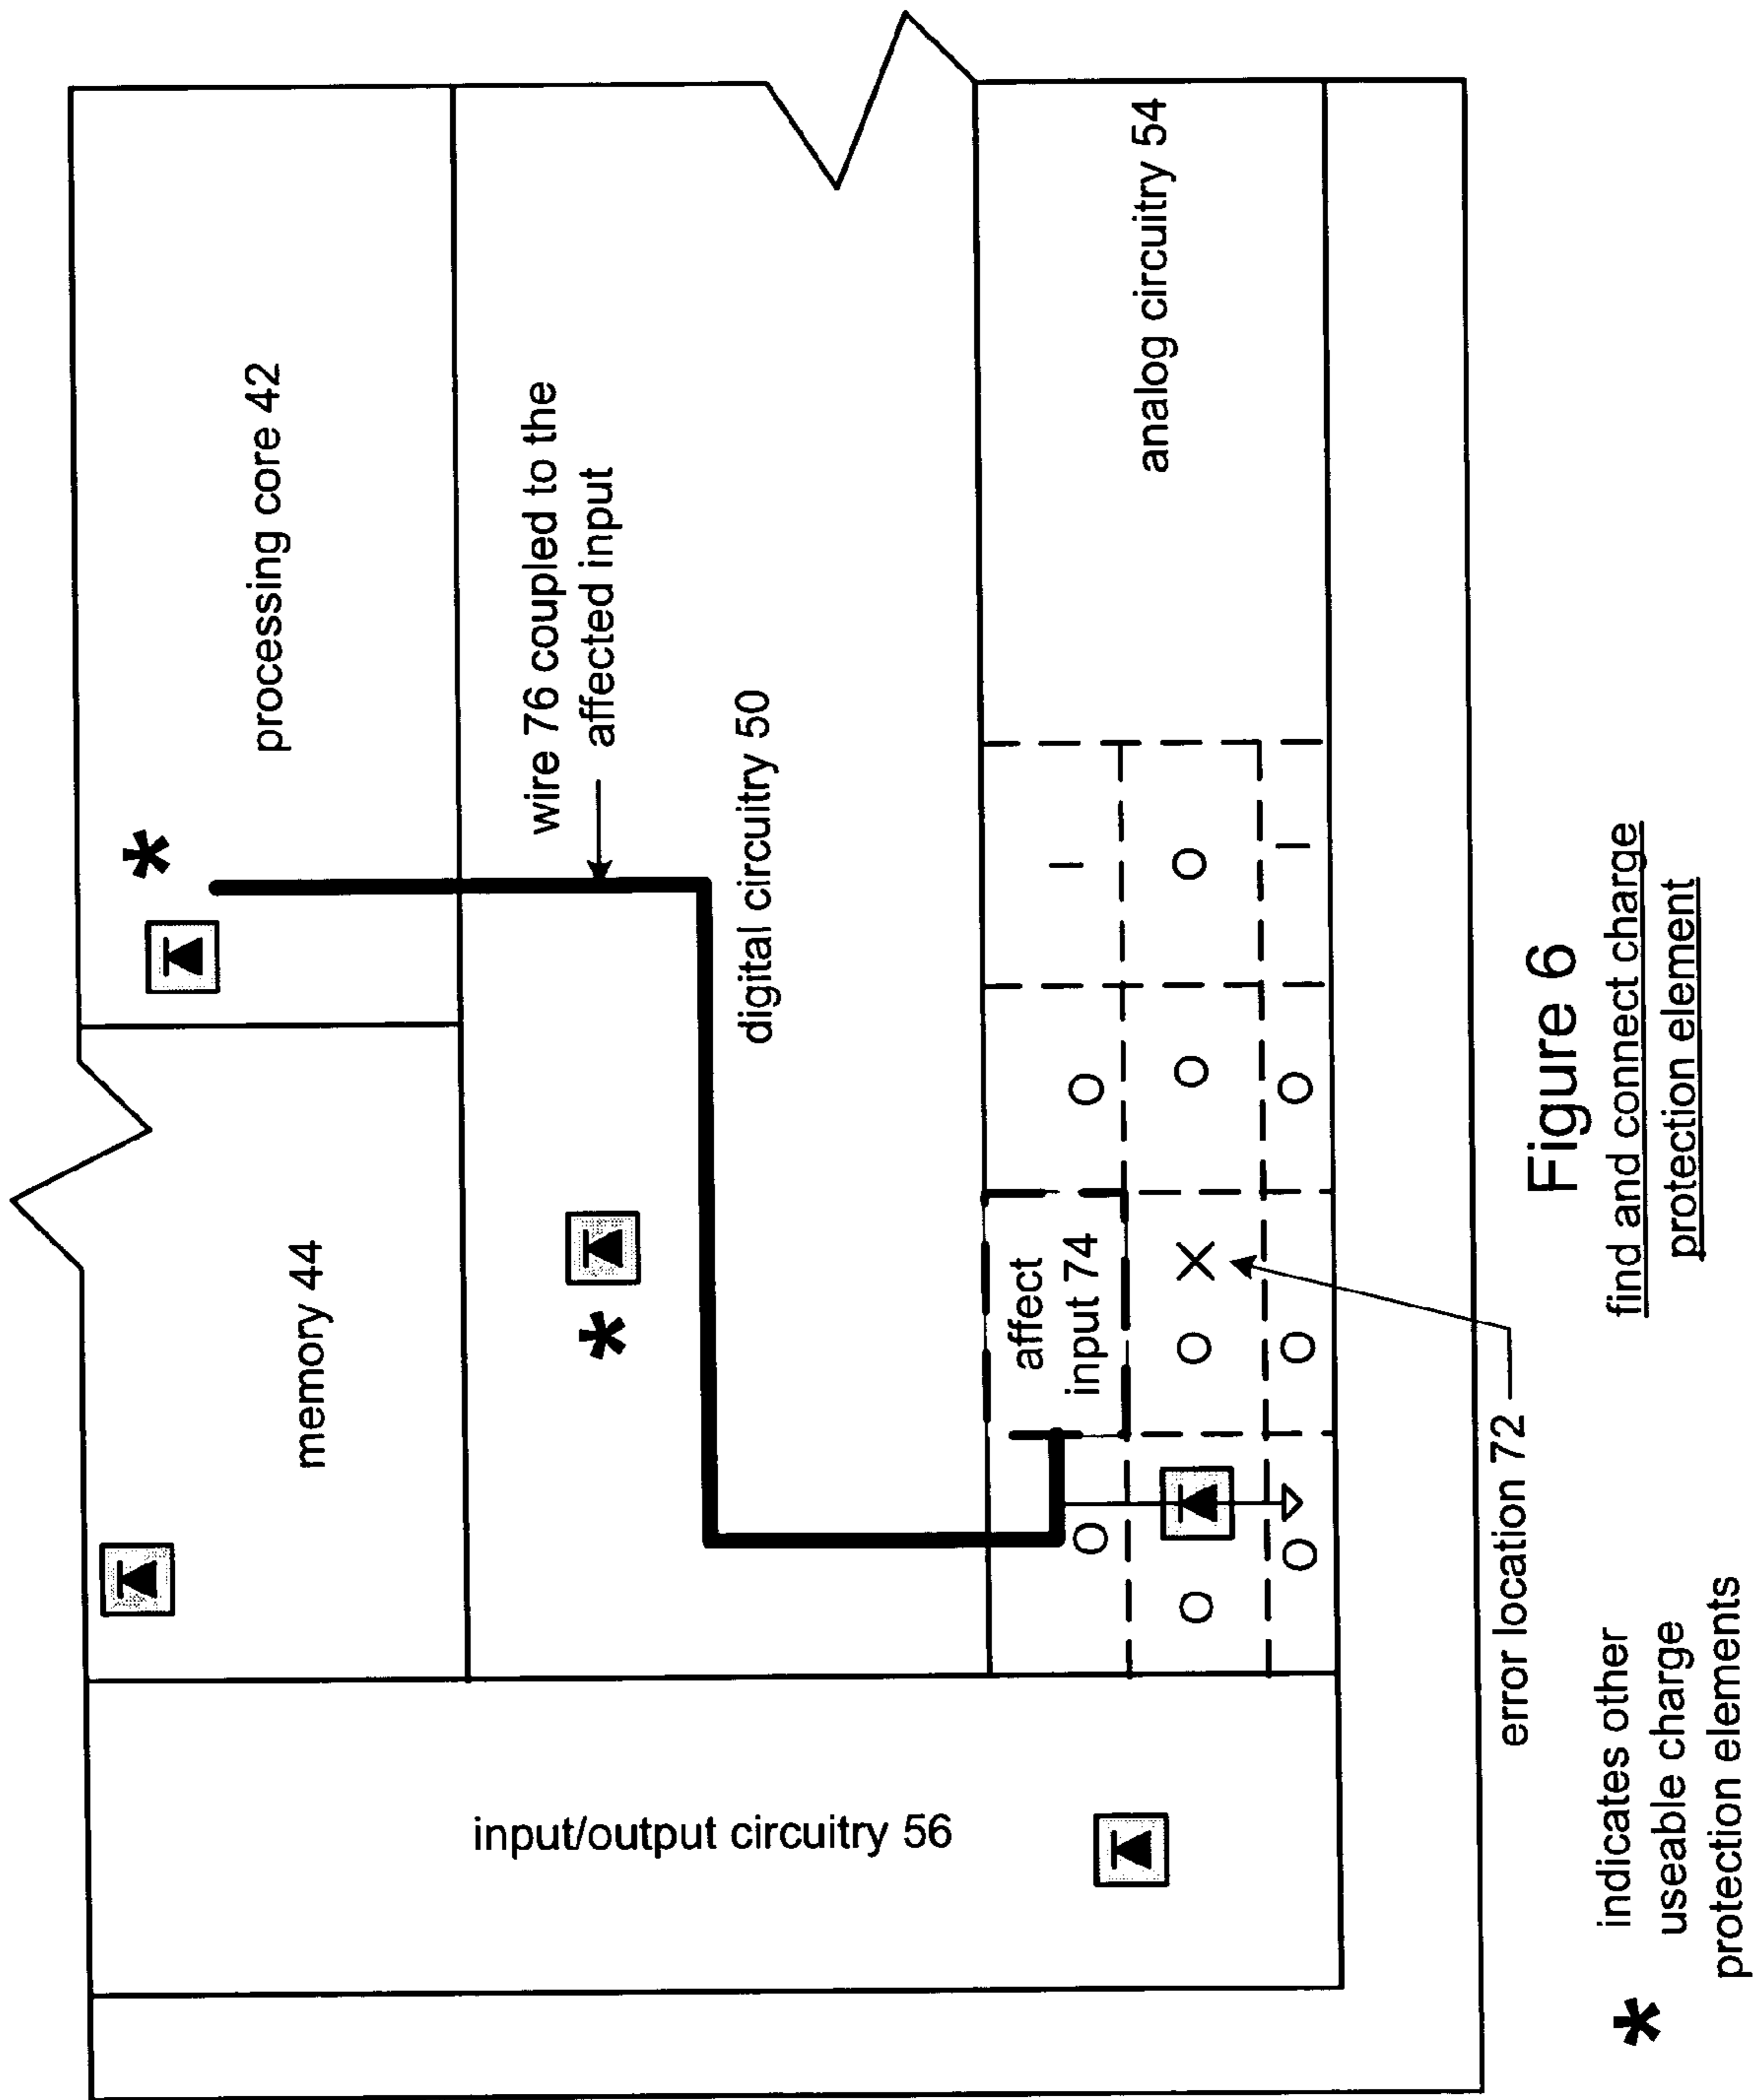 memory 44
processing core 42
*
wire 76 coupled to the
affected input
*
digital circuitry 50
input/output circuitry 56
affect
input 74
analog circuitry 54
O O I
O O X O O
O O O I
error location 72
Figure 6
find and connect charge
protection element
* indicates other
useable charge
protection elements